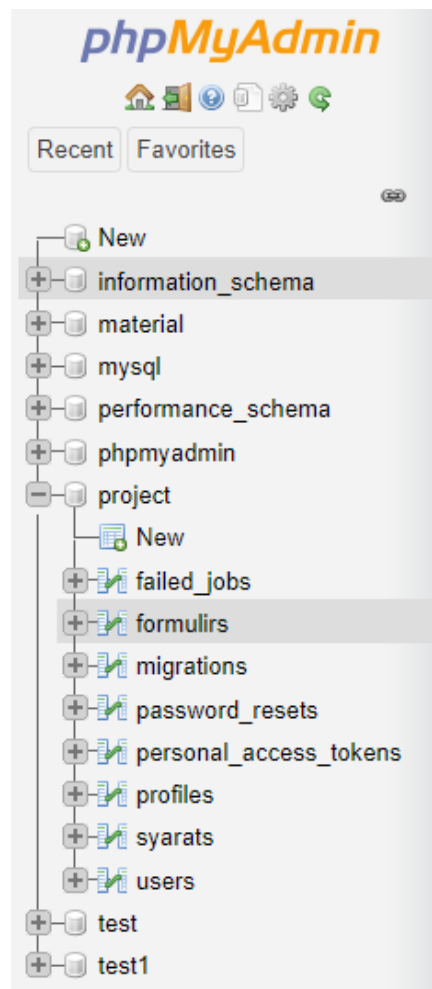 phpMyAdmin
Recent Favorites
New
information_schema
material
mysql
performance_schema
phpmyadmin
project
New
failed_jobs
formulirs
migrations
password_resets
personal_access_tokens
profiles
syarats
users
test
test1